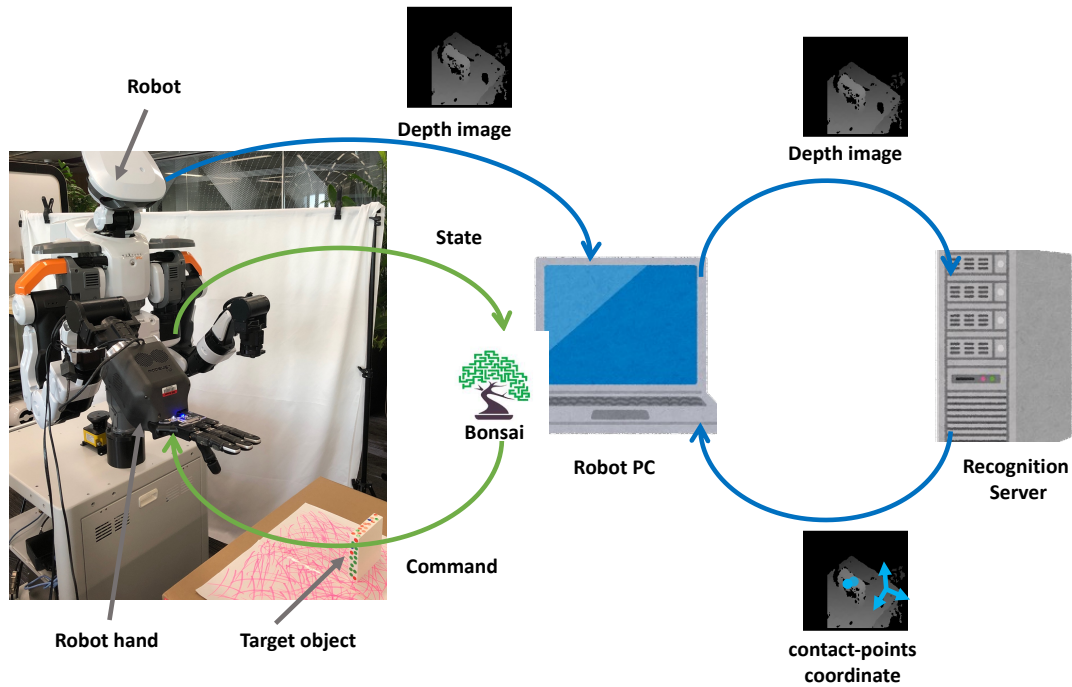 Robot
Depth image
Depth image
State
Bonsai
Robot PC
Recognition
Server
Command
Robot hand
Target object
contact-points
coordinate